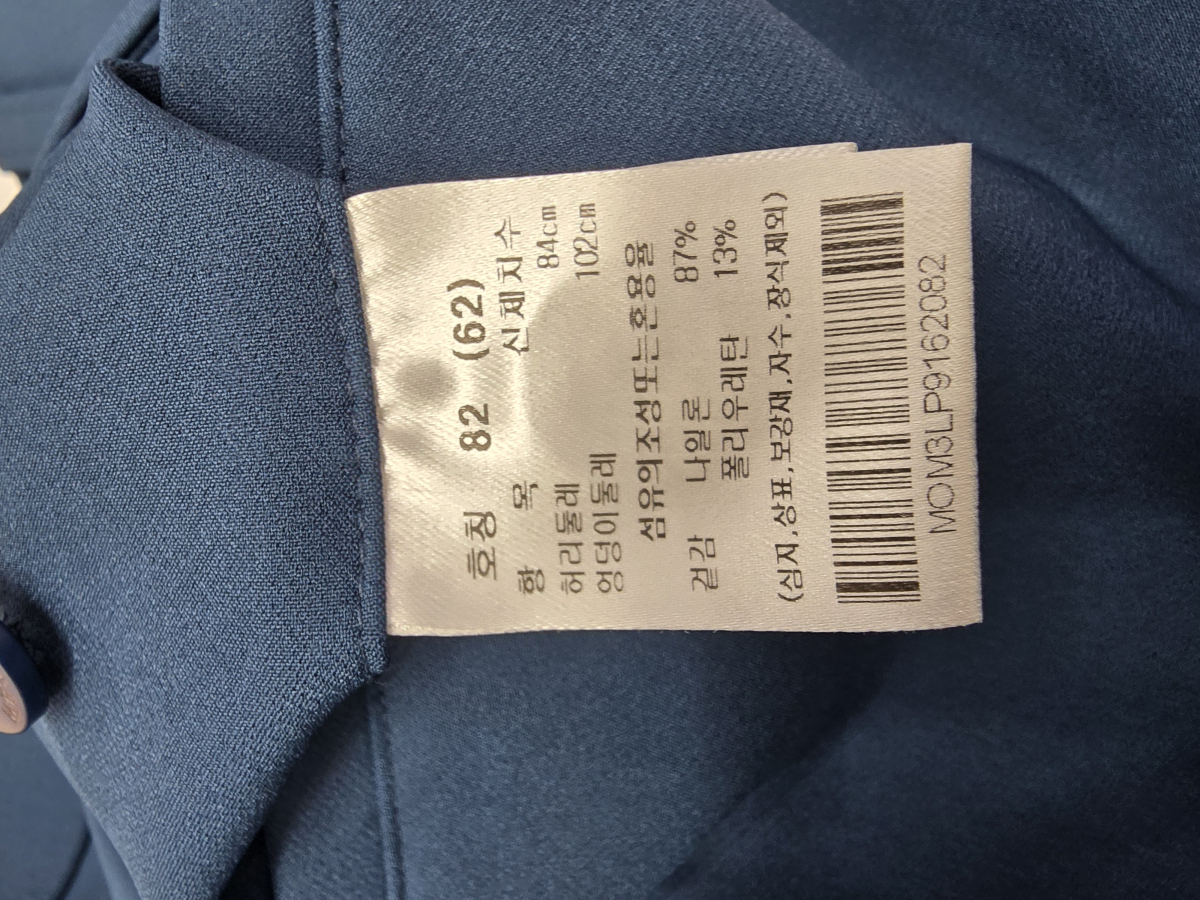 호칭 82 (62)
항 목 신체치수
허리둘레 84cm
엉덩이둘레 102cm
섬유의조성또는혼용율
겉감 나일론 87%
폴리우레탄 13%
(심지,상표,보강재,자수,장식제외)
MOM3LP9162082